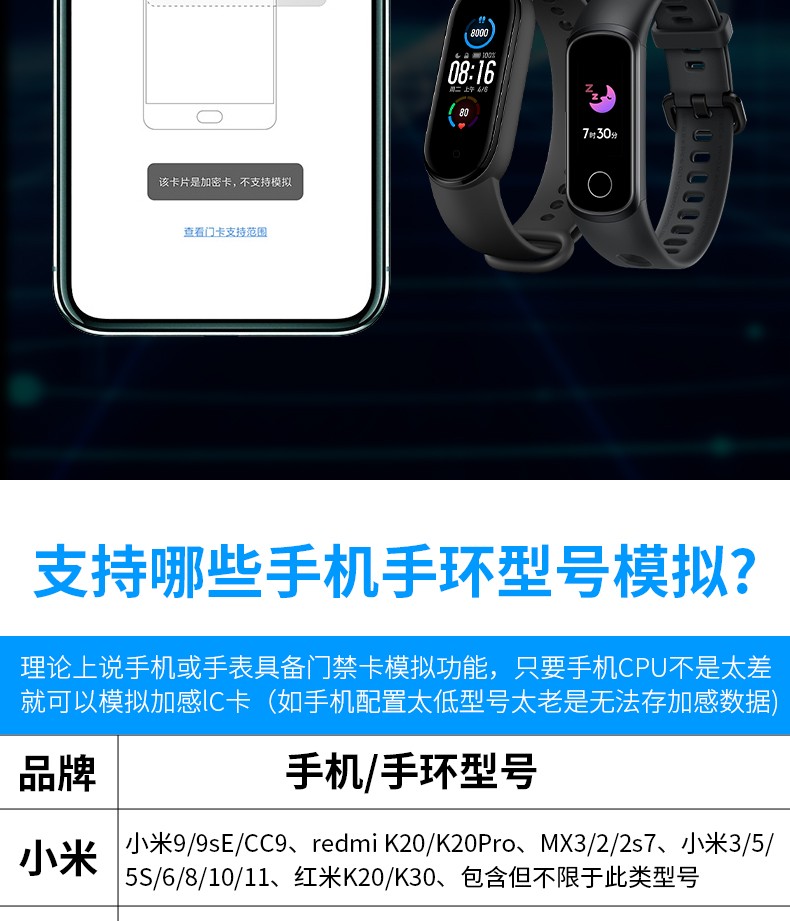 8000
100%
08:16
周二 上午 4/6
80
z z z
7时30分
该卡片是加密卡，不支持模拟
查看门卡支持范围
支持哪些手机手环型号模拟?
理论上说手机或手表具备门禁卡模拟功能，只要手机CPU不是太差
就可以模拟加感lC卡（如手机配置太低型号太老是无法存加感数据)
品牌
手机/手环型号
小米
小米9/9sE/CC9、redmi K20/K20Pro、MX3/2/2s7、小米3/5/
5S/6/8/10/11、红米K20/K30、包含但不限于此类型号